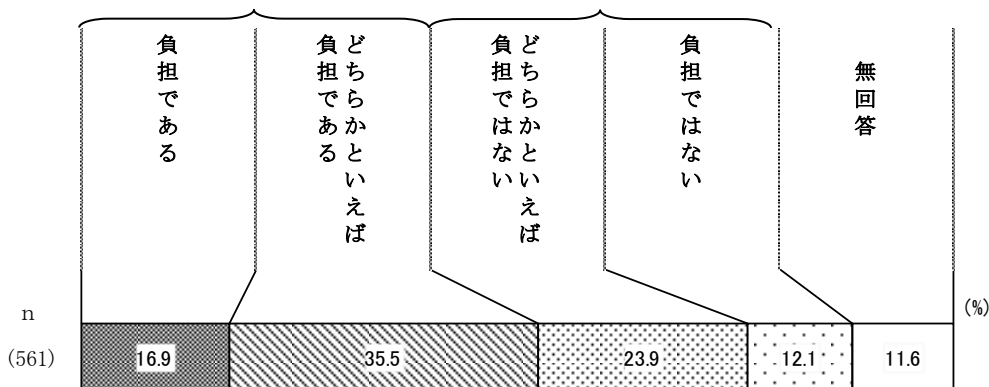 負担である
どちらかといえば
負担である
どちらかといえば
負担ではない
負担ではない
無回答
(%)
n
(561)
16.9
35.5
23.9
12.1
11.6